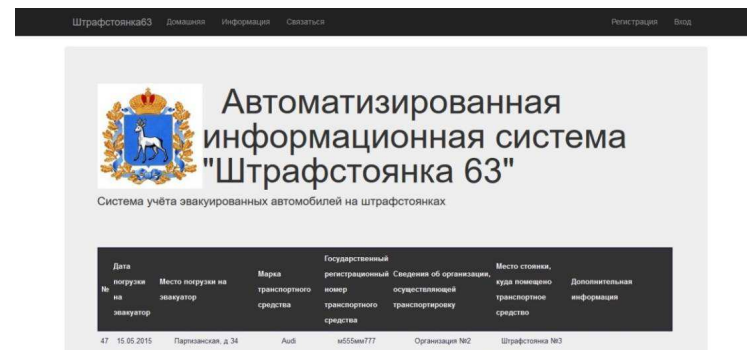 Штрафстоянка63 Домашняя Информация Связаться Регистрация Вход
Автоматизированная
информационная система
"Штрафстоянка 63"
Система учёта эвакуированных автомобилей на штрафстоянках
№
Дата
погрузки
на
эвакуатор
Место погрузки на
эвакуатор
Марка
транспортного
средства
Государственный
регистрационный
номер
транспортного
средства
Сведения об организации,
осуществляющей
транспортировку
Место стоянки,
куда помещено
транспортное
средство
Дополнительная
информация
47 15.05.2015 Партизанская, д 34 Audi м555мм777 Организация №2 Штрафстоянка №3